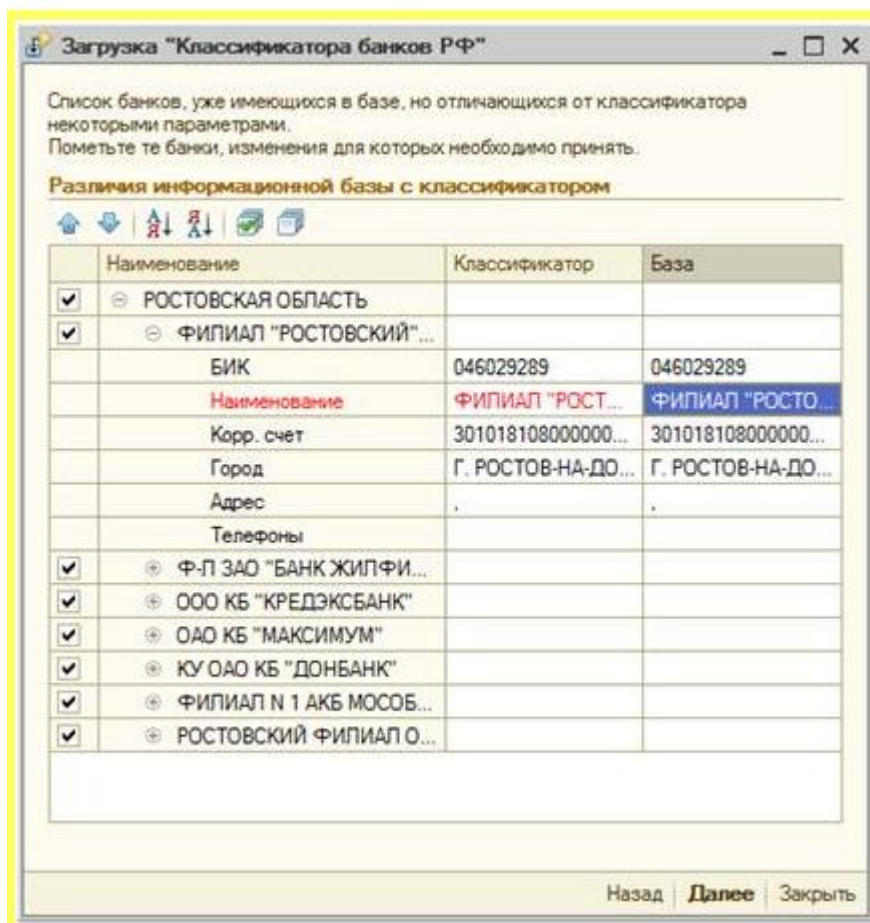 Загрузка "Классификатора банков РФ"
Список банков, уже имеющихся в базе, но отличающихся от классификатора
некоторыми параметрами.
Пометьте те банки, изменения для которых необходимо принять.
Различия информационной базы с классификатором
Наименование Классификатор База
РОСТОВСКАЯ ОБЛАСТЬ
ФИЛИАЛ "РОСТОВСКИЙ"...
БИК 046029289 046029289
Наименование ФИЛИАЛ "РОСТ... ФИЛИАЛ "РОСТО...
Корр. счет 301018108000000... 301018108000000...
Город Г. РОСТОВ-НА-ДО... Г. РОСТОВ-НА-ДО...
Адрес , ,
Телефоны
Ф-Л ЗАО "БАНК ЖИЛФИ...
ООО КБ "КРЕДЭКСБАНК"
ОАО КБ "МАКСИМУМ"
КУ ОАО КБ "ДОНБАНК"
ФИЛИАЛ N 1 АКБ МОСОБ...
РОСТОВСКИЙ ФИЛИАЛ О...
Назад Далее Закрыть